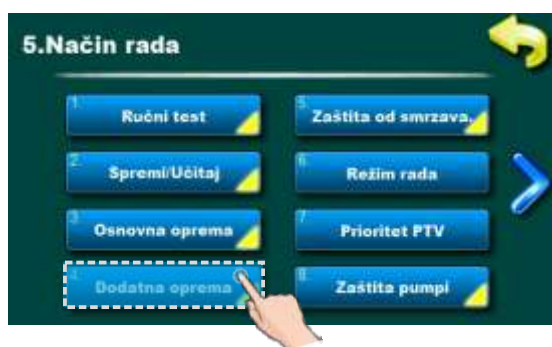 5.Način rada
1. Ručni test
2. Spremi/Učitaj
3. Osnovna oprema
4. Dodatna oprema
5. Zaštita od smrzava.
6. Režim rada
7. Prioritet PTV
8. Zaštita pumpi